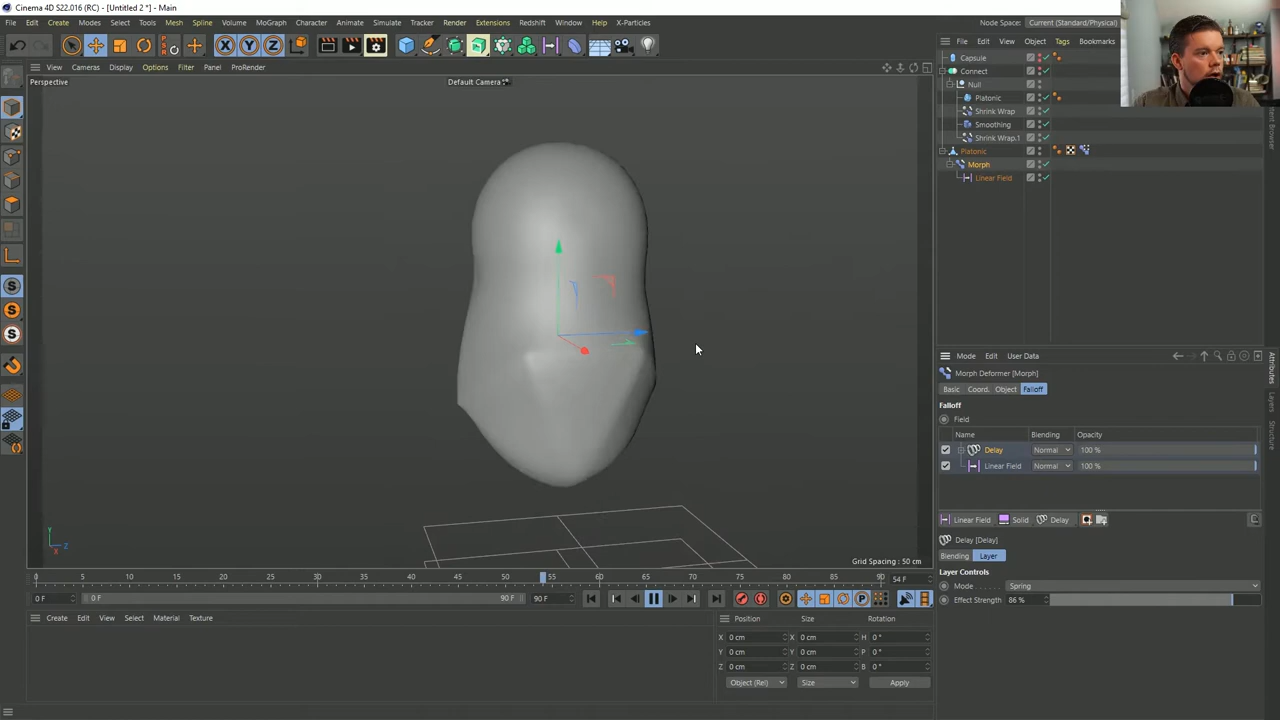 Cinema 4D S22.016 (RC) - [Untitled 2 *] - Main
File Edit Create Modes Select Tools Mesh Spline Volume MoGraph Character Animate Simulate Tracker Render Extensions Redshift Window Help X-Particles
Node Space: Current (Standard/Physical)
File Edit View Object Tags Bookmarks
View Cameras Display Options Filter Panel ProRender
Perspective
Default Camera
Capsule
Connect
Null
Platonic
Shrink Wrap
Smoothing
Shrink Wrap.1
Platonic
Morph
Linear Field
Browser
Mode Edit User Data
Morph Deformer [Morph]
Basic Coord. Object Falloff
Falloff
Field
Name Blending Opacity
Delay Normal 100 %
Linear Field Normal 100 %
Linear Field Solid Delay
Delay [Delay]
Blending Layer
Layer Controls
Mode Spring
Effect Strength 86 %
Attributes
Layers
Structure
Y
Z
X
Grid Spacing : 50 cm
0 5 10 15 20 25 30 35 40 45 50 55 60 65 70 75 80 85 90
54 F
0 F 0 F 90 F 90 F
Create Edit View Select Material Texture
Position Size Rotation
X 0 cm X 0 cm H 0 °
Y 0 cm Y 0 cm P 0 °
Z 0 cm Z 0 cm B 0 °
Object (Rel) Size Apply